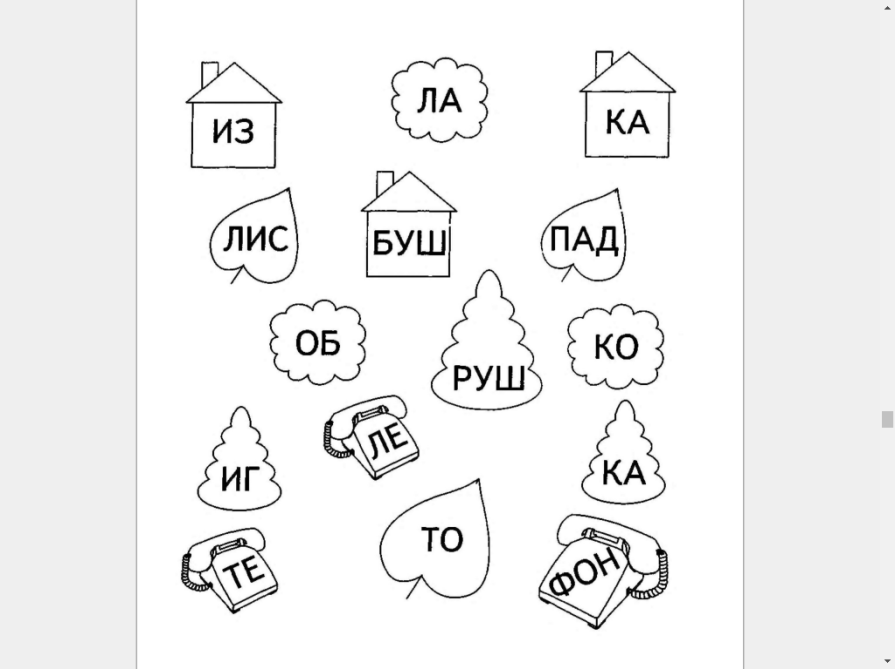 ИЗ
ЛА
КА
ЛИС
БУШ
ПАД
ОБ
РУШ
КО
ИГ
ЛЕ
КА
ТЕ
ТО
ФОН